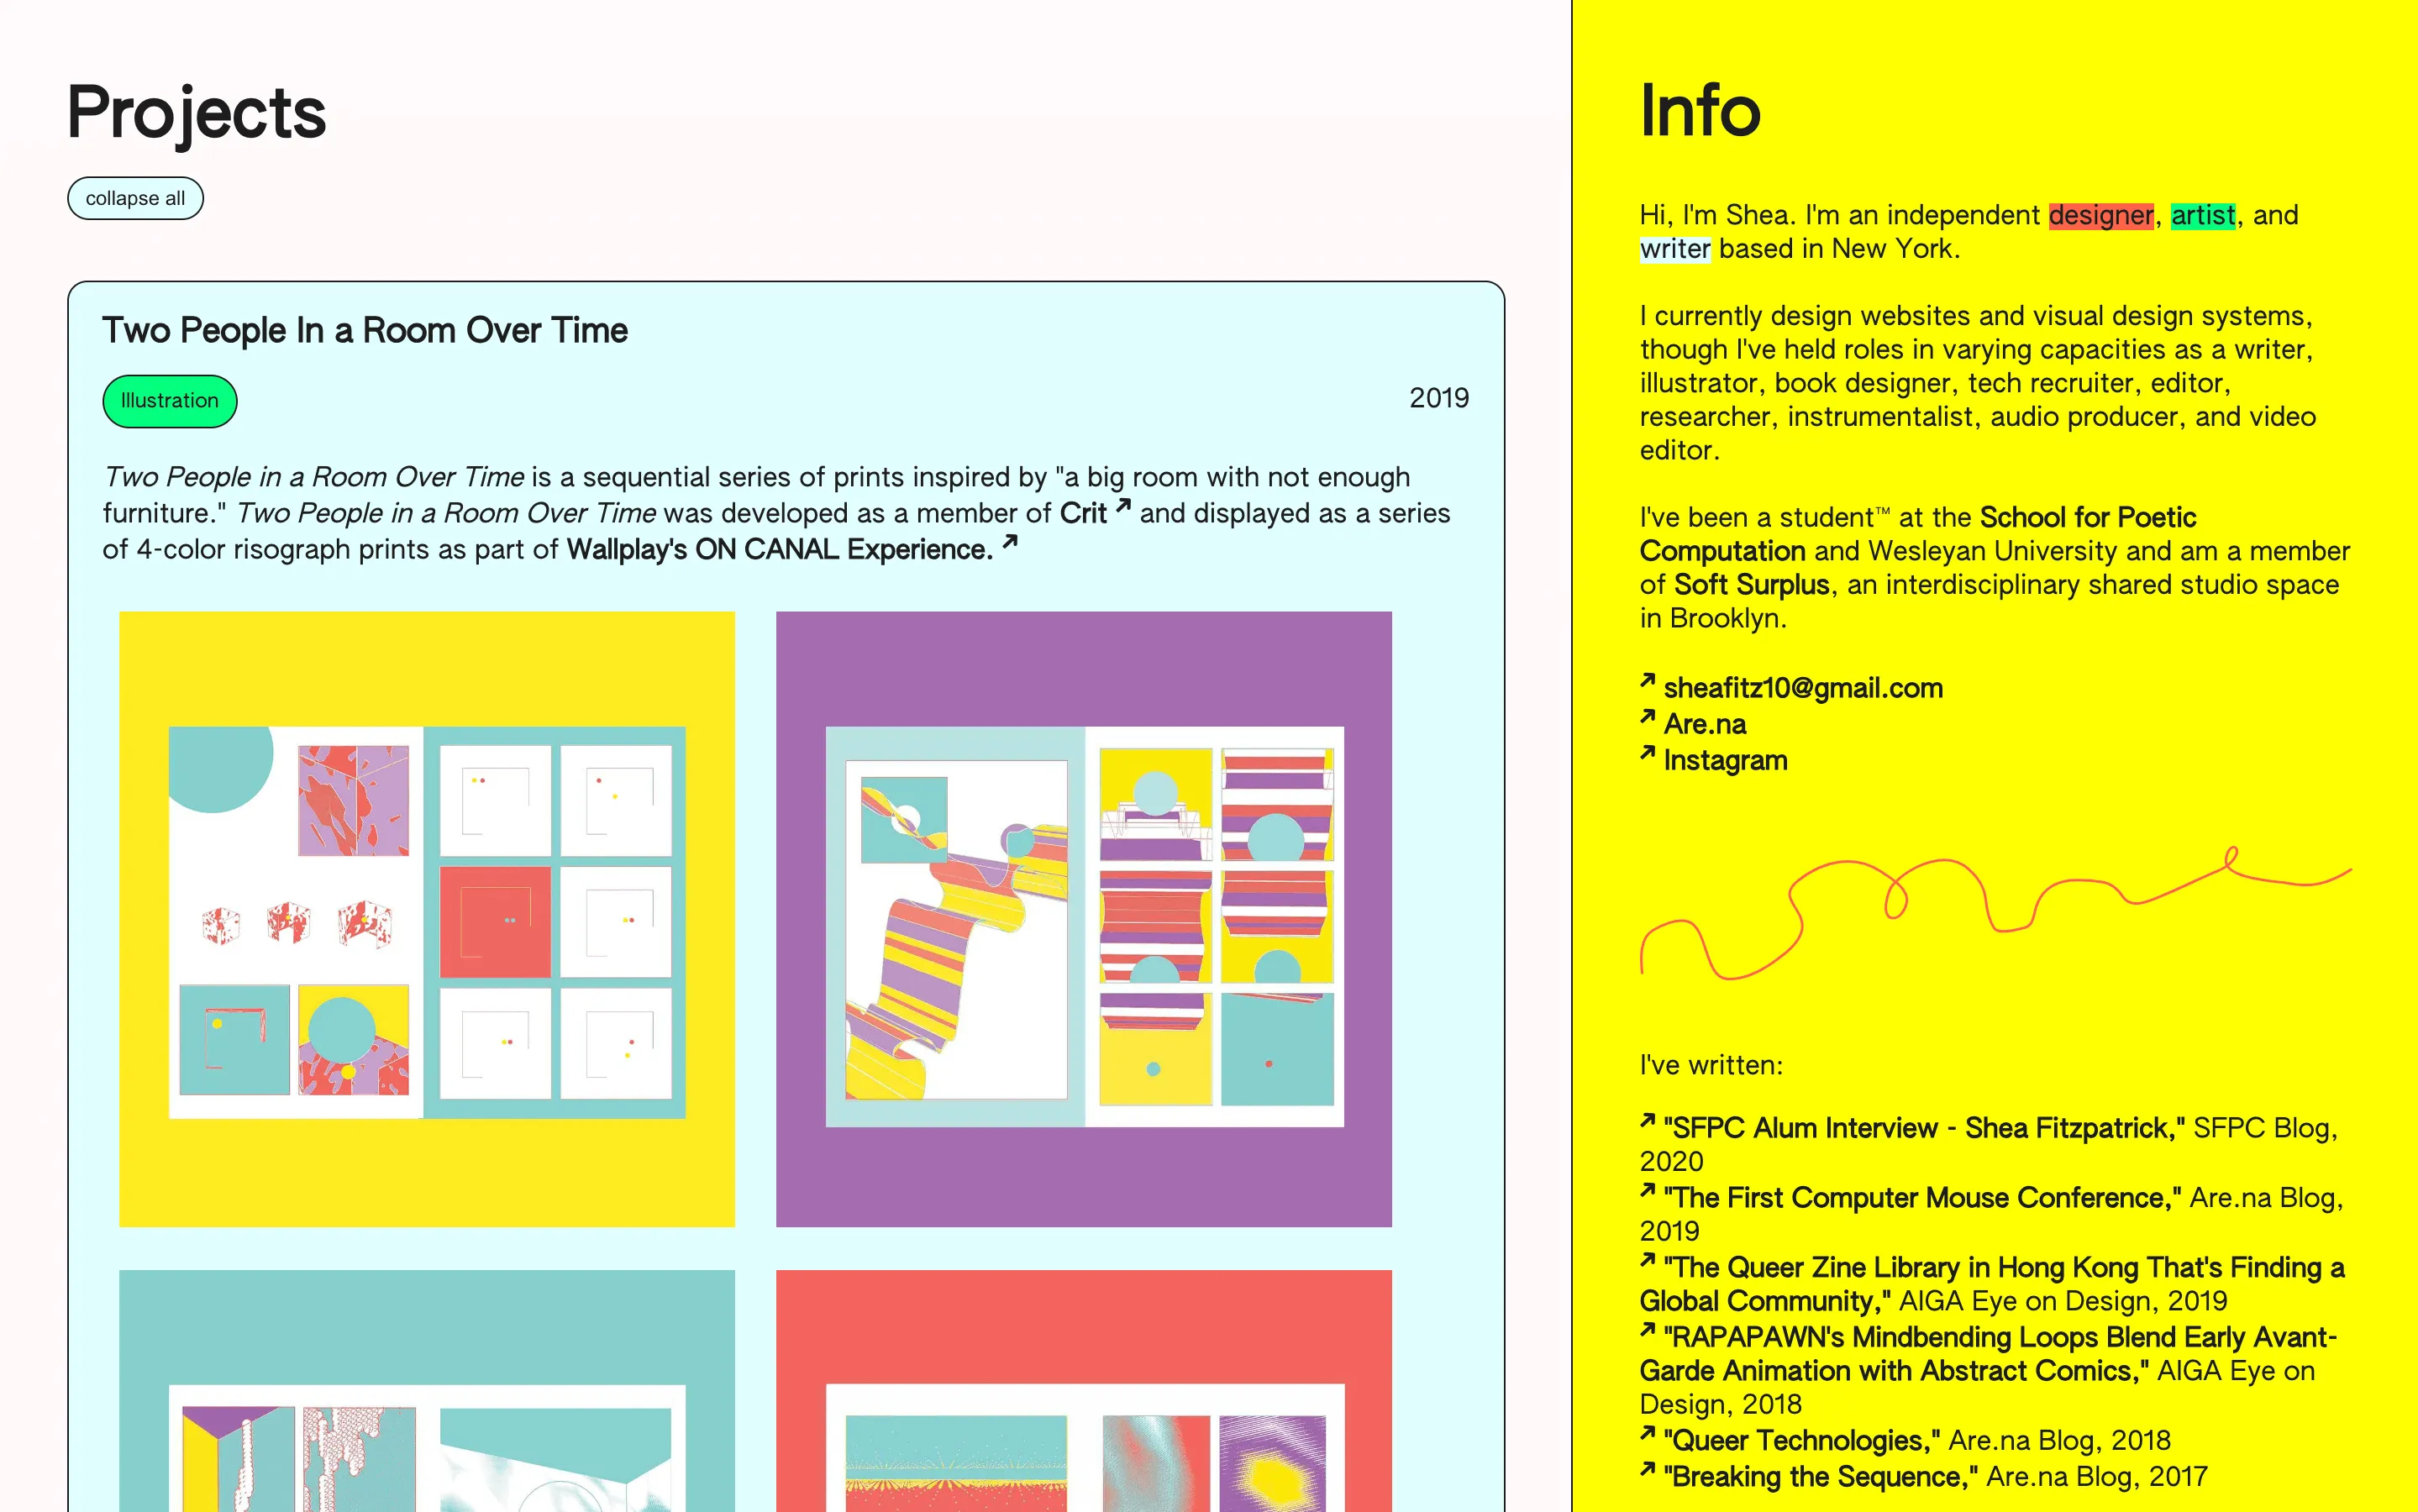 Projects
collapse all
Two People In a Room Over Time
Illustration
2019
Two People in a Room Over Time is a sequential series of prints inspired by "a big room with not enough
furniture." Two People in a Room Over Time was developed as a member of Crit ↗ and displayed as a series
of 4-color risograph prints as part of Wallplay's ON CANAL Experience. ↗
Info
Hi, I'm Shea. I'm an independent designer, artist, and
writer based in New York.
I currently design websites and visual design systems,
though I've held roles in varying capacities as a writer,
illustrator, book designer, tech recruiter, editor,
researcher, instrumentalist, audio producer, and video
editor.
I've been a student™ at the School for Poetic
Computation and Wesleyan University and am a member
of Soft Surplus, an interdisciplinary shared studio space
in Brooklyn.
↗ sheafitz10@gmail.com
↗ Are.na
↗ Instagram
I've written:
↗ "SFPC Alum Interview - Shea Fitzpatrick," SFPC Blog,
2020
↗ "The First Computer Mouse Conference," Are.na Blog,
2019
↗ "The Queer Zine Library in Hong Kong That's Finding a
Global Community," AIGA Eye on Design, 2019
↗ "RAPAPAWN's Mindbending Loops Blend Early Avant-
Garde Animation with Abstract Comics," AIGA Eye on
Design, 2018
↗ "Queer Technologies," Are.na Blog, 2018
↗ "Breaking the Sequence," Are.na Blog, 2017